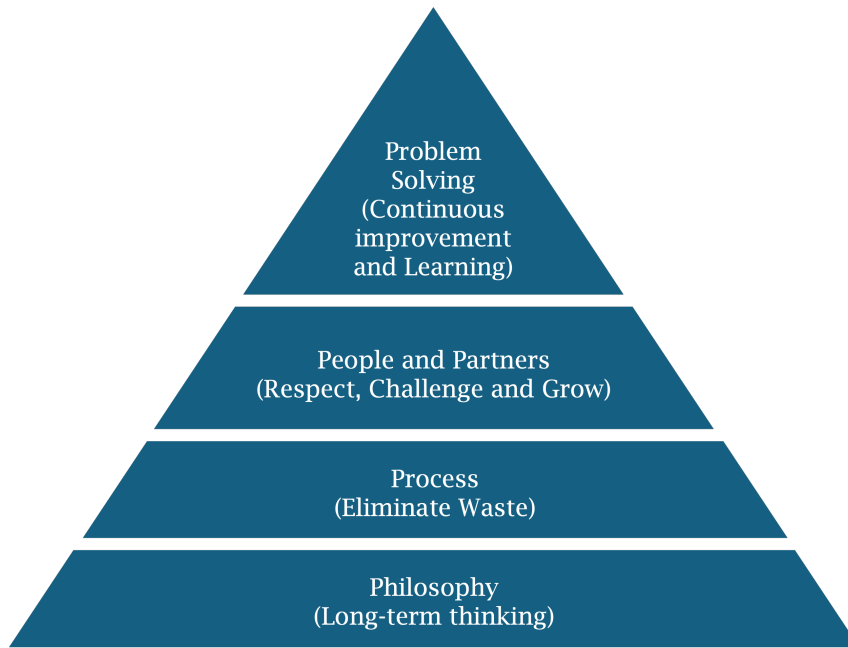 Problem
Solving
(Continuous
improvement
and Learning)
People and Partners
(Respect, Challenge and Grow)
Process
(Eliminate Waste)
Philosophy
(Long-term thinking)